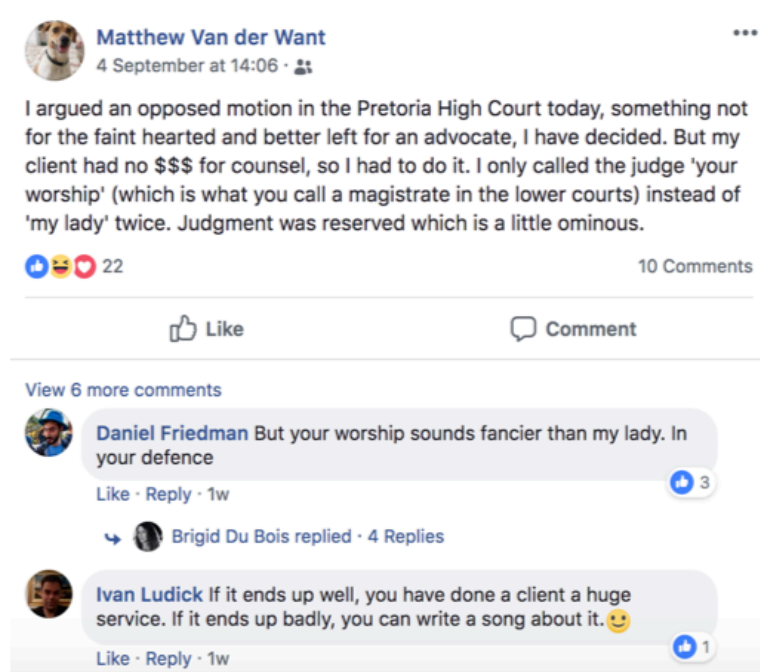 Matthew Van der Want
4 September at 14:06 ·
I argued an opposed motion in the Pretoria High Court today, something not
for the faint hearted and better left for an advocate, I have decided. But my
client had no $$$ for counsel, so I had to do it. I only called the judge 'your
worship' (which is what you call a magistrate in the lower courts) instead of
'my lady' twice. Judgment was reserved which is a little ominous.
22 10 Comments
Like Comment
View 6 more comments
Daniel Friedman But your worship sounds fancier than my lady. In
your defence
3
Like · Reply · 1w
Brigid Du Bois replied · 4 Replies
Ivan Ludick If it ends up well, you have done a client a huge
service. If it ends up badly, you can write a song about it.🙂
1
Like · Reply · 1w